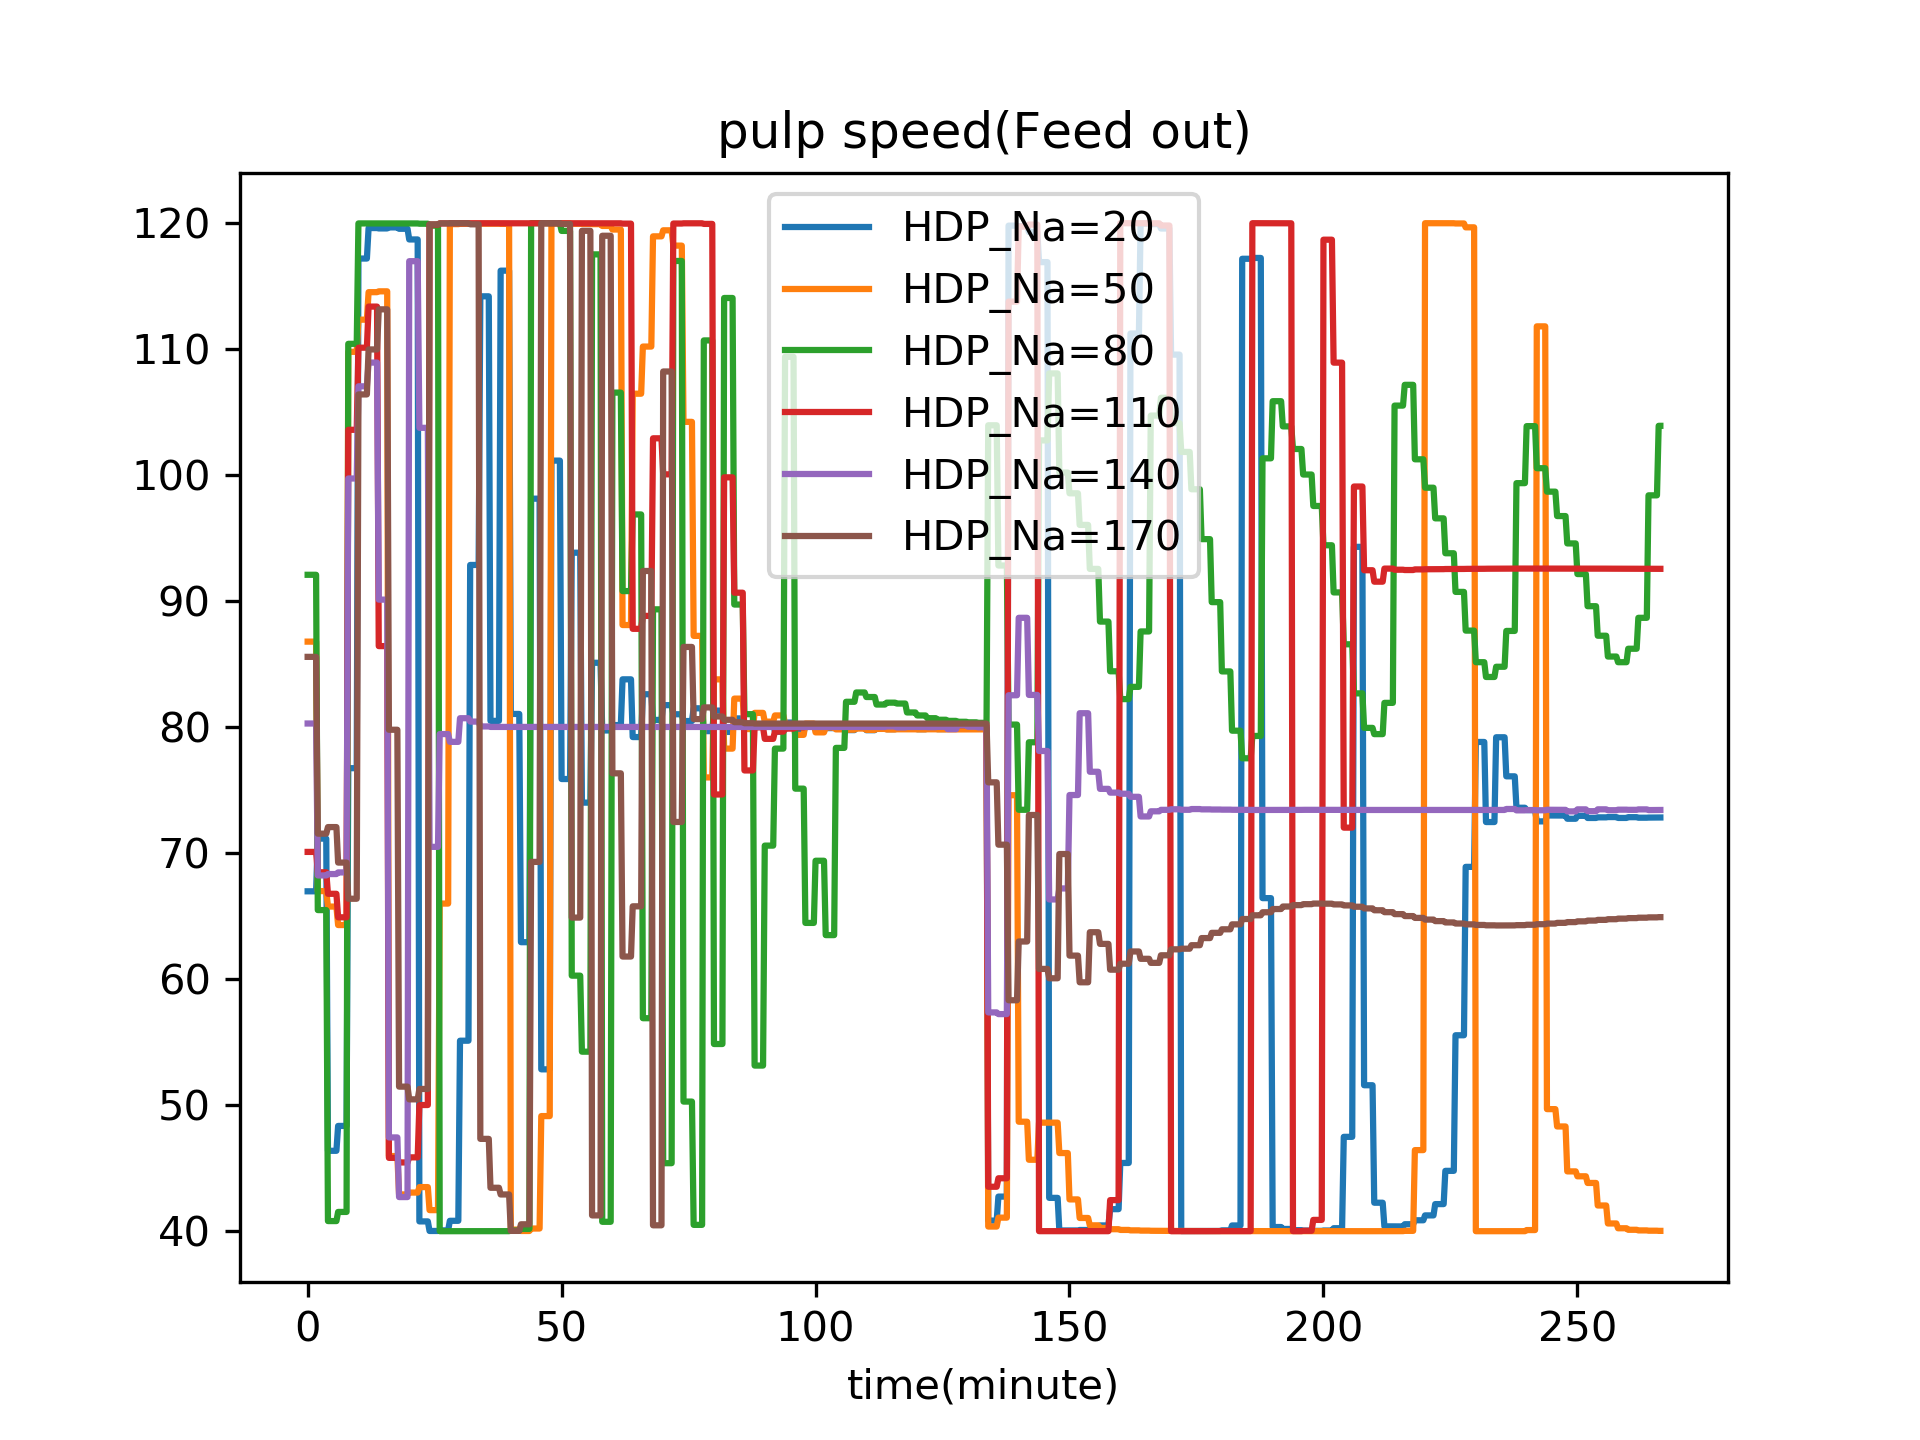 pulp speed(Feed out)
120
110
100
90
80
70
60
50
40
HDP_Na=20
HDP_Na=50
HDP_Na=80
HDP_Na=110
HDP_Na=140
HDP_Na=170
0 50 100 150 200 250
time(minute)